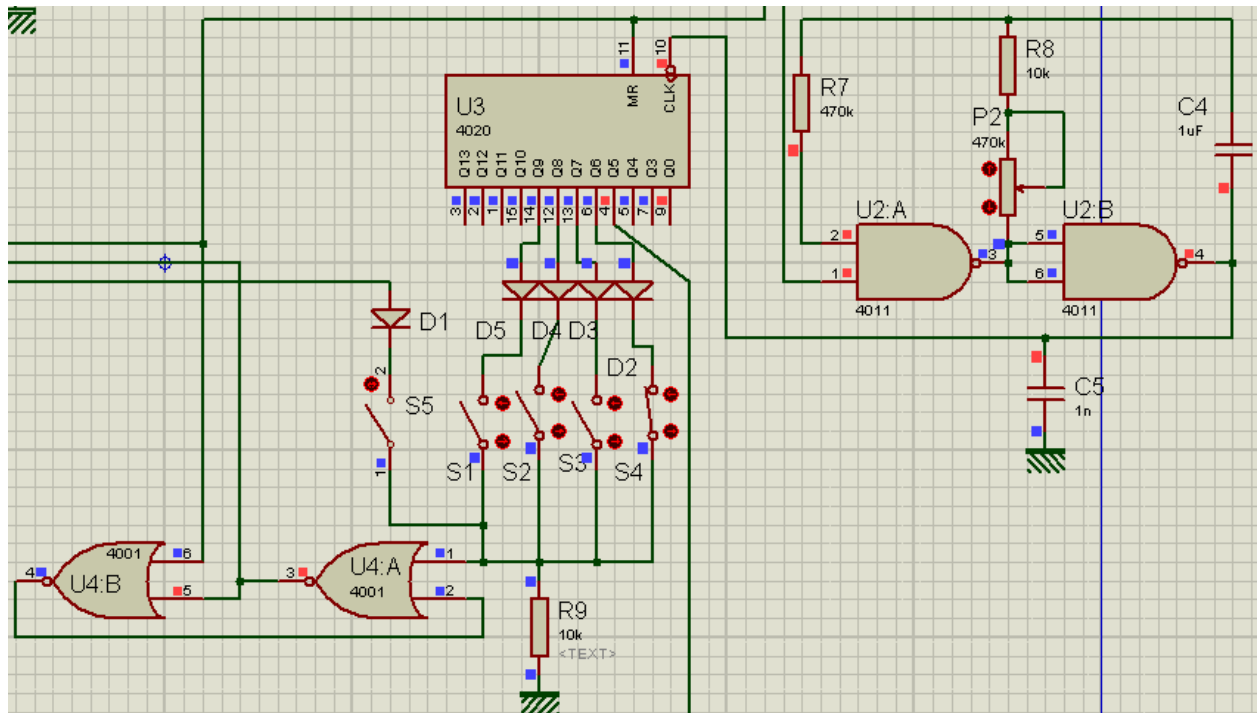 U3
4020
MR
11
CLK
10
Q13
Q12
Q11
Q10
Q9
Q8
Q7
Q6
Q5
Q4
Q3
Q0
3
2
1
15
14
12
13
6
4
5
7
9
R7
470k
R8
10k
P2
470k
C4
1uF
U2:A
2
1
3
4011
U2:B
5
6
4
4011
C5
1n
D1
D5
D4
D3
D2
2
S5
1
S1
S2
S3
S4
4001
U4:B
4
6
5
U4:A
4001
3
1
2
R9
10k
<TEXT>